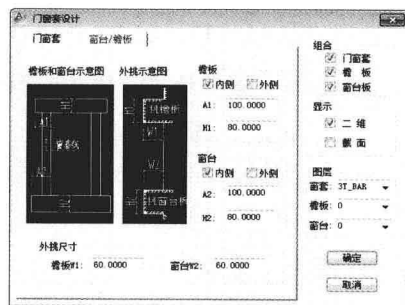 门窗套设计
门窗套 窗台/檐板
檐板和窗台示意图 外挑示意图
檐板
内侧 外侧
A1: 100.0000
H1: 80.0000
窗台
内侧 外侧
A2: 100.0000
H2: 80.0000
外挑尺寸
檐板W1: 60.0000 窗台W2: 60.0000
组合
门窗套
檐 板
窗台板
显示
二维
截面
图层
窗套: 3T_BAR
檐板: 0
窗台: 0
确定
取消